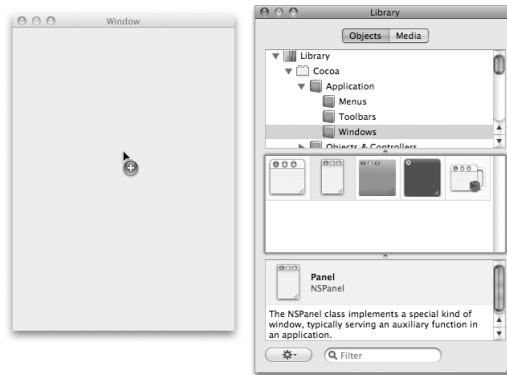 Window
Library
Objects Media
Library
Cocoa
Application
Menus
Toolbars
Windows
Objects & Controllers
Panel
NSPanel
The NSPanel class implements a special kind of
window, typically serving an auxiliary function in
an application.
Filter